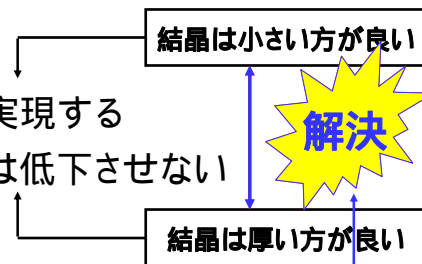 結晶は小さい方が良い
実現する
は低下させない
解決
結晶は厚い方が良い